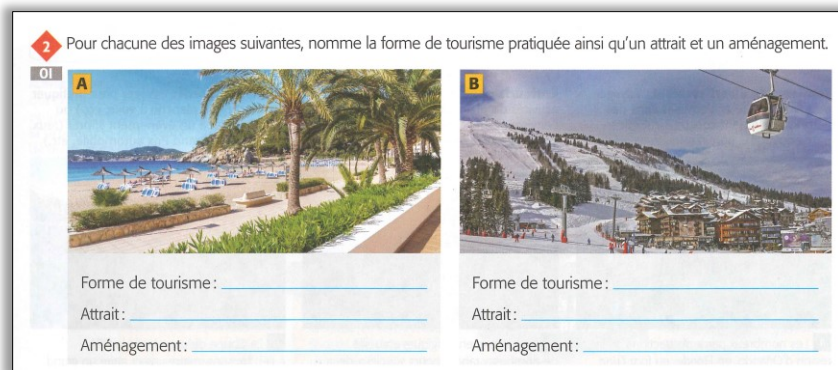 2 Pour chacune des images suivantes, nomme la forme de tourisme pratiquée ainsi qu'un attrait et un aménagement.
OI
A
B
Forme de tourisme :
Attrait :
Aménagement :
Forme de tourisme :
Attrait :
Aménagement :